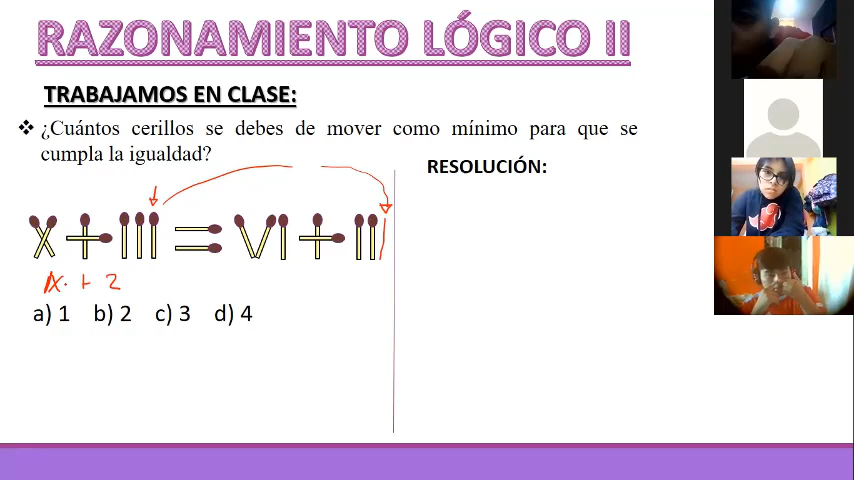 RAZONAMIENTO LÓGICO II
TRABAJAMOS EN CLASE:
❖ ¿Cuántos cerillos se debes de mover como mínimo para que se
cumpla la igualdad?
RESOLUCIÓN:
X + III = VI + II
IX + 2
a) 1 b) 2 c) 3 d) 4